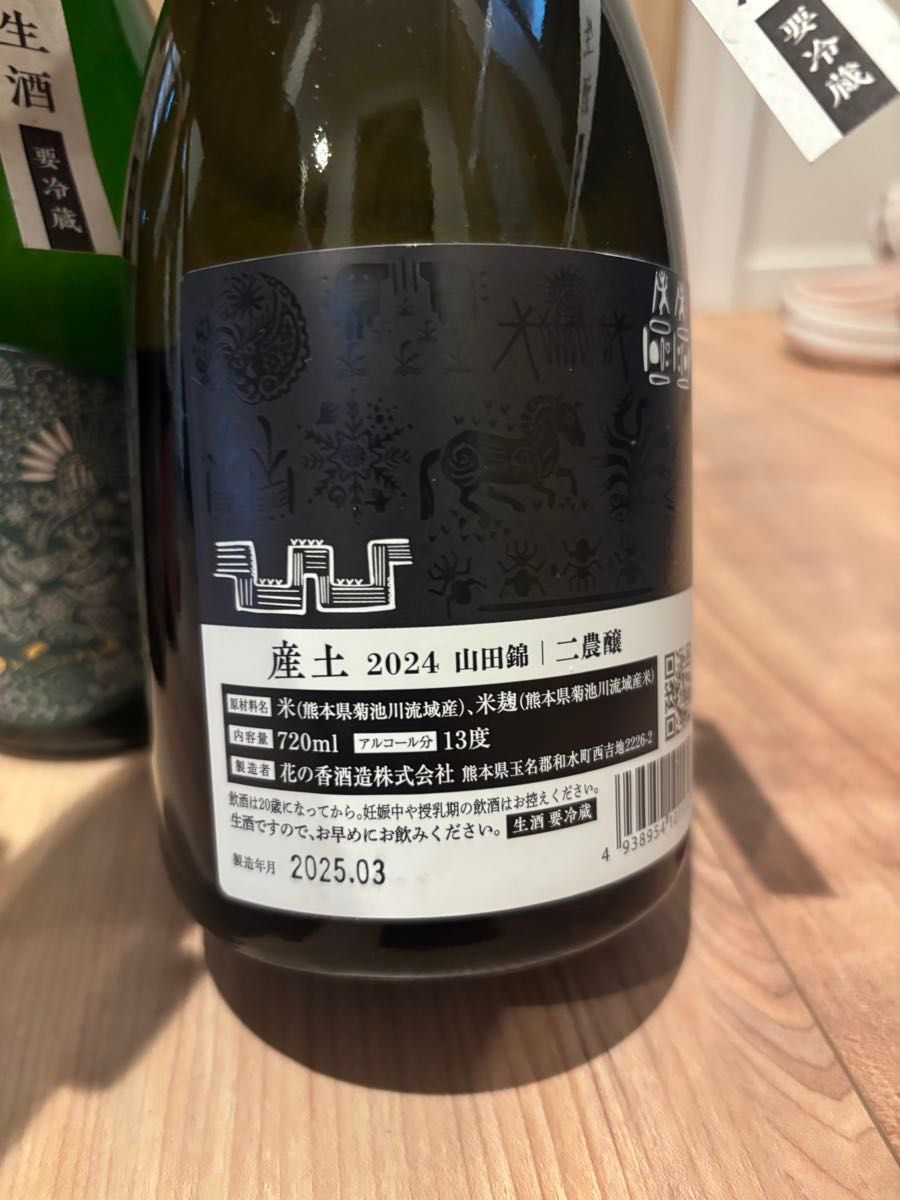 生酒
要冷蔵
要冷蔵
産土 2024 山田錦｜二農醸
原材料名 米(熊本県菊池川流域産)、米麹(熊本県菊池川流域産米)
内容量 720ml アルコール分 13度
製造者 花の香酒造株式会社 熊本県玉名郡和水町西吉地2226-2
飲酒は20歳になってから。妊娠中や授乳期の飲酒はお控えください。
生酒ですので、お早めにお飲みください。 生酒 要冷蔵
製造年月 2025.03
4 938954